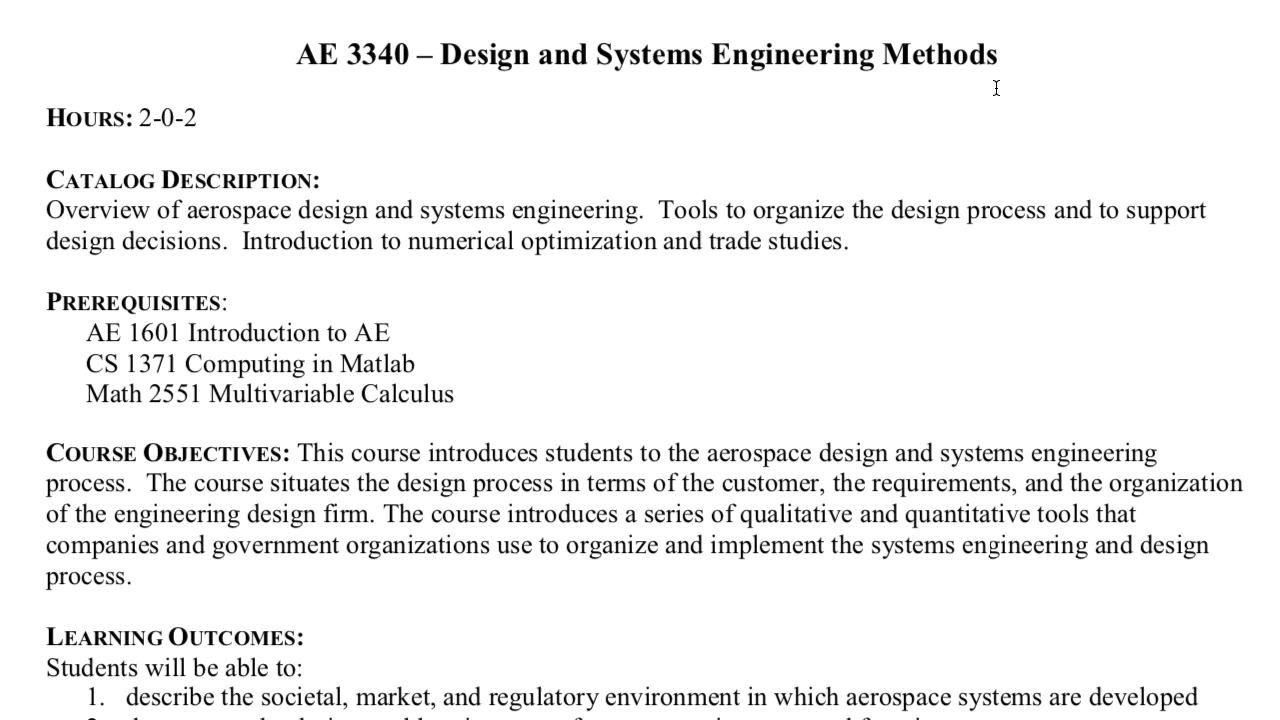 AE 3340 – Design and Systems Engineering Methods
HOURS: 2-0-2
CATALOG DESCRIPTION:
Overview of aerospace design and systems engineering.  Tools to organize the design process and to support
design decisions.  Introduction to numerical optimization and trade studies.
PREREQUISITES:
AE 1601 Introduction to AE
CS 1371 Computing in Matlab
Math 2551 Multivariable Calculus
COURSE OBJECTIVES: This course introduces students to the aerospace design and systems engineering
process.  The course situates the design process in terms of the customer, the requirements, and the organization
of the engineering design firm. The course introduces a series of qualitative and quantitative tools that
companies and government organizations use to organize and implement the systems engineering and design
process.
LEARNING OUTCOMES:
Students will be able to:
1. describe the societal, market, and regulatory environment in which aerospace systems are developed